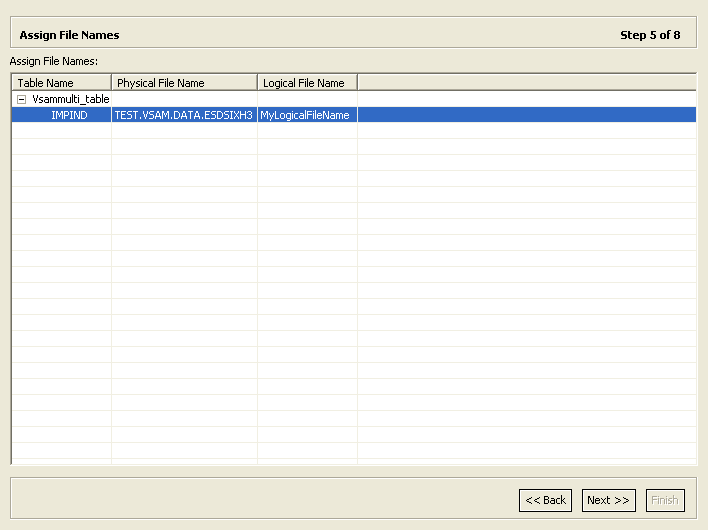 Assign File Names Step 5 of 8
Assign File Names:
Table Name Physical File Name Logical File Name
Vsammulti_table
IMPIND TEST.VSAM.DATA.ESDSIXH3 MyLogicalFileName
<< Back Next >> Finish